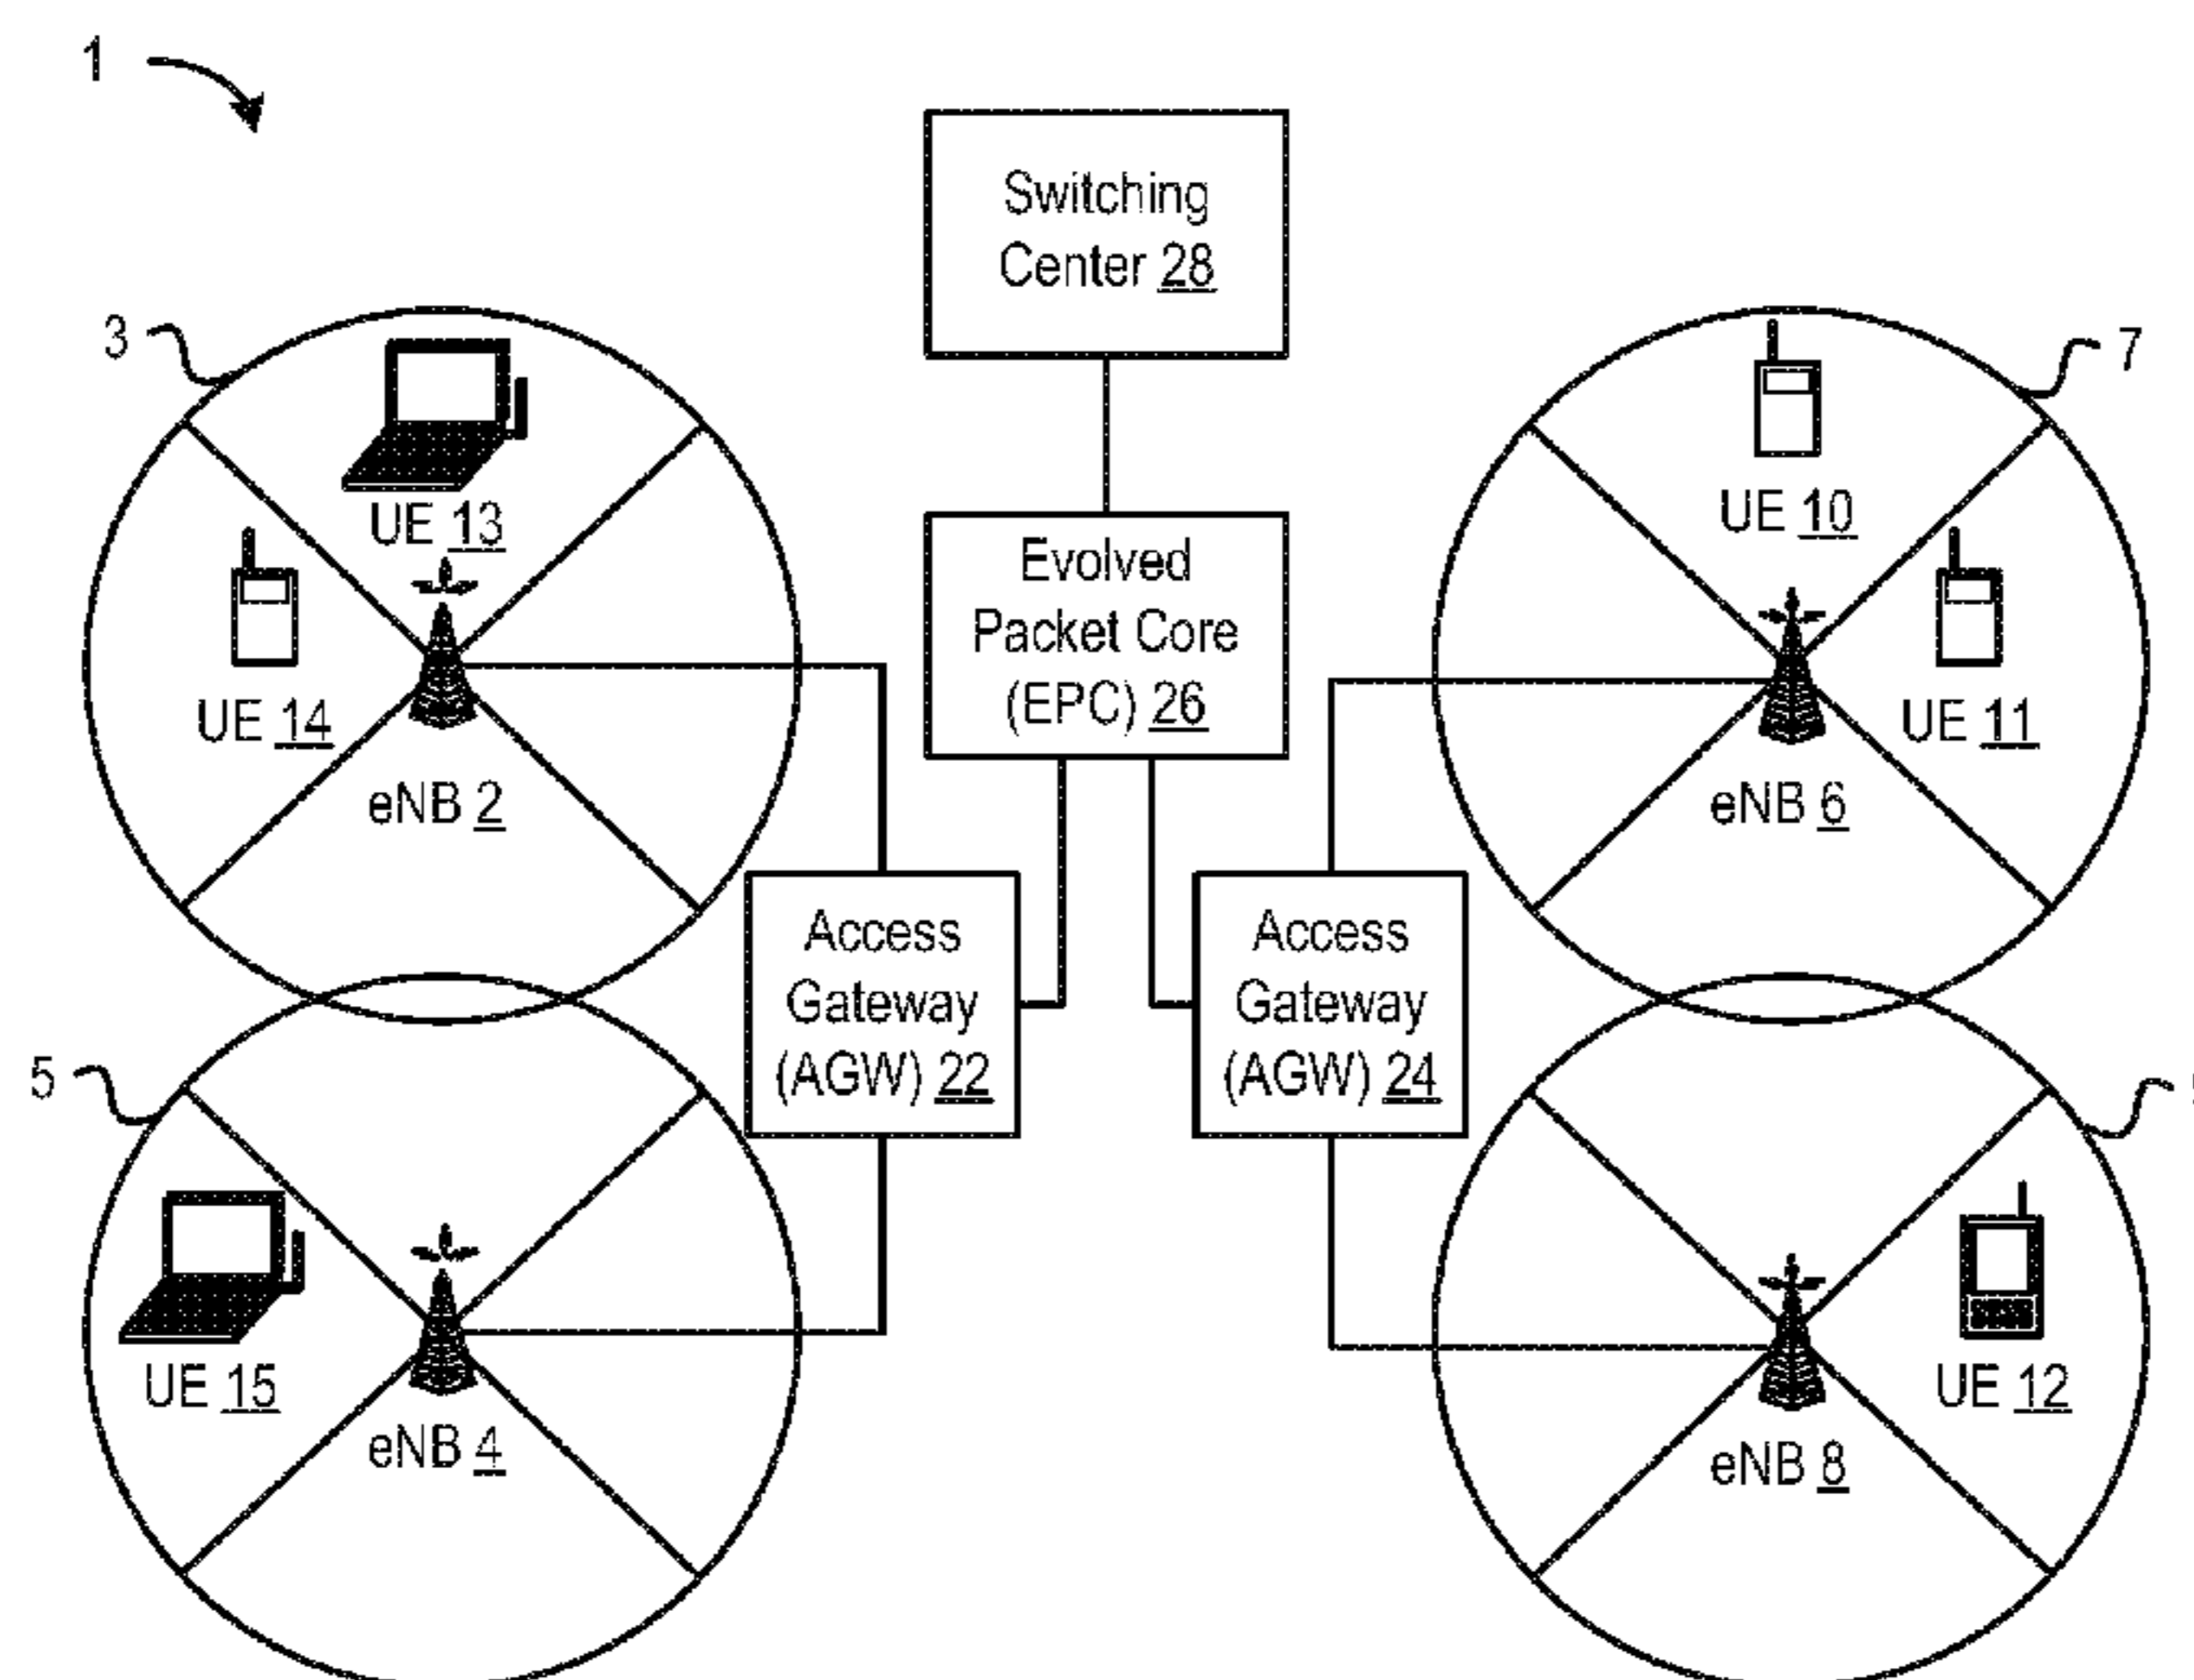 1
Switching
Center 28
3
7
UE 13
UE 10
Evolved
Packet Core
(EPC) 26
UE 14
UE 11
eNB 2
eNB 6
Access
Gateway
(AGW) 22
Access
Gateway
(AGW) 24
5
UE 15
UE 12
eNB 4
eNB 8